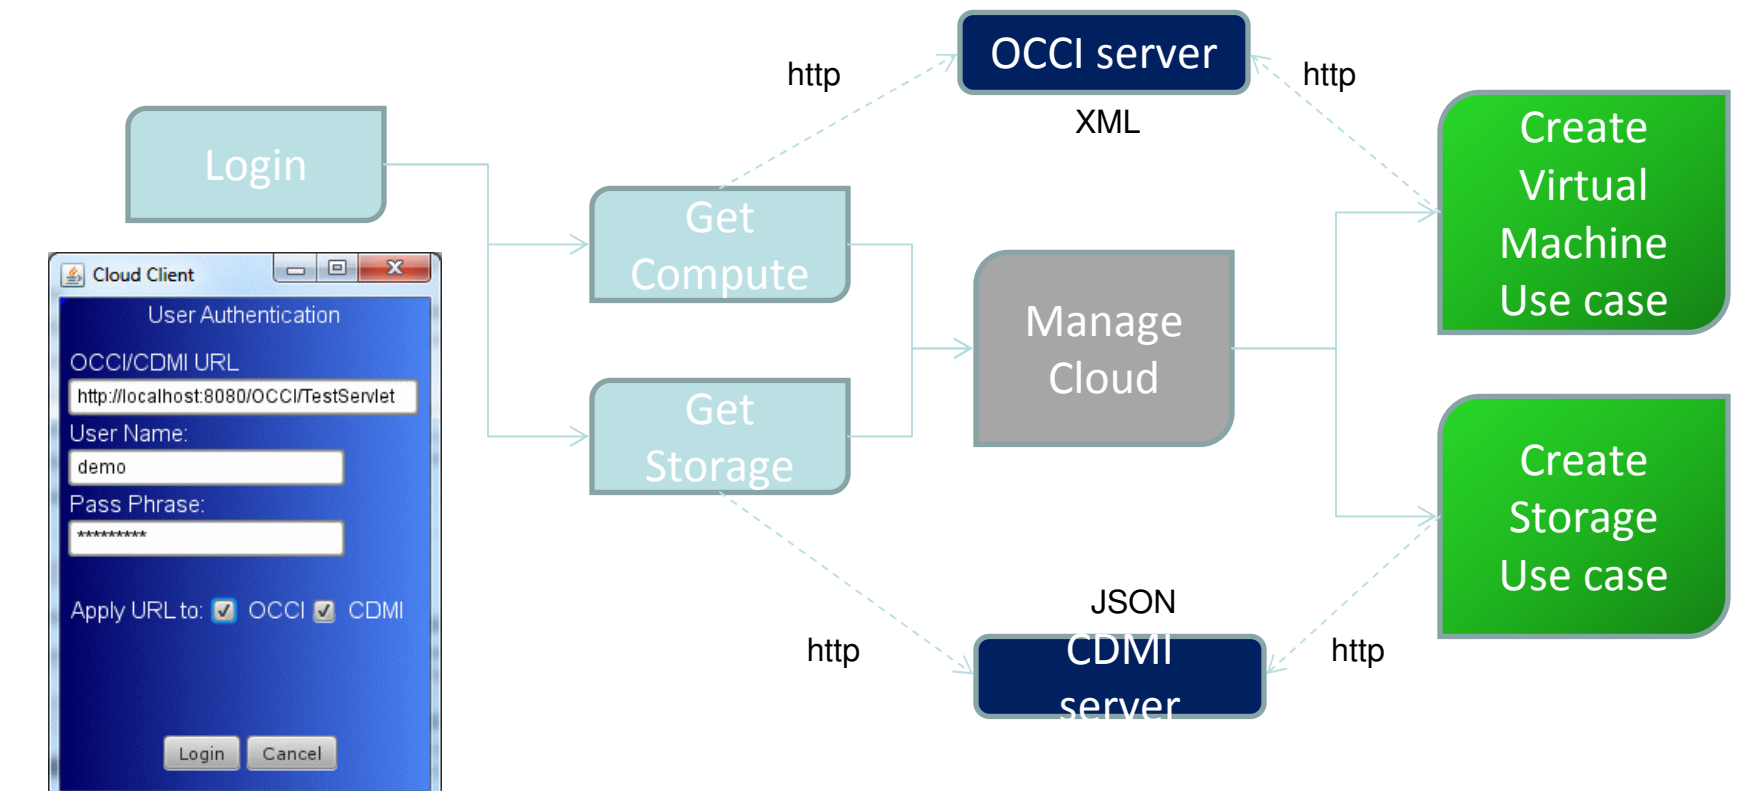 OCCI server
http
http
XML
Login
Create
Virtual
Machine
Use case
Get
Compute
Manage
Cloud
Get
Storage
Create
Storage
Use case
JSON
CDMI
server
http
http
Cloud Client
User Authentication
OCCI/CDMI URL
http://localhost:8080/OCCI/TestServlet
User Name:
demo
Pass Phrase:
*********
Apply URL to: OCCI CDMI
Login Cancel